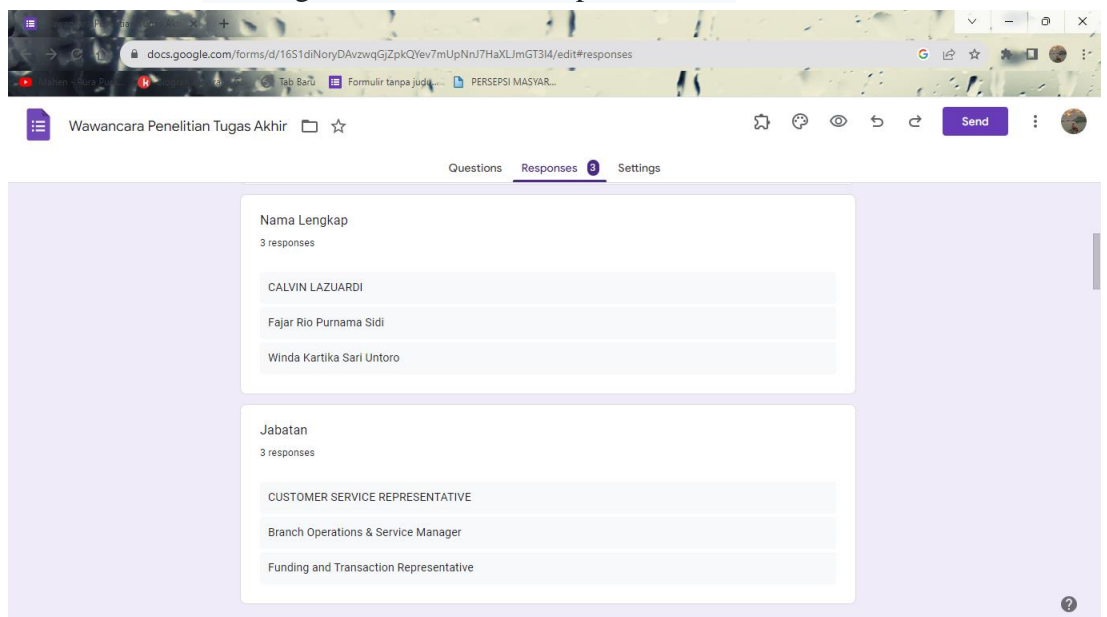 docs.google.com/forms/d/16S1diNoryDAvzwqGjZpkQYev7mUpNnJ7HaXLJmGT3I4/edit#responses
Tab Baru Formulir tanpa judu... PERSEPSI MASYAR...
Wawancara Penelitian Tugas Akhir
Send
Questions Responses 3 Settings
Nama Lengkap
3 responses
CALVIN LAZUARDI
Fajar Rio Purnama Sidi
Winda Kartika Sari Untoro
Jabatan
3 responses
CUSTOMER SERVICE REPRESENTATIVE
Branch Operations & Service Manager
Funding and Transaction Representative